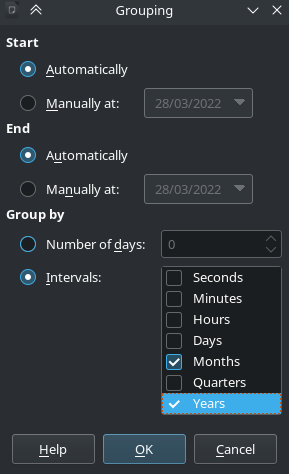 Grouping
Start
Automatically
Manually at: 28/03/2022
End
Automatically
Manually at: 28/03/2022
Group by
Number of days: 0
Intervals:
Seconds
Minutes
Hours
Days
Months
Quarters
Years
Help OK Cancel